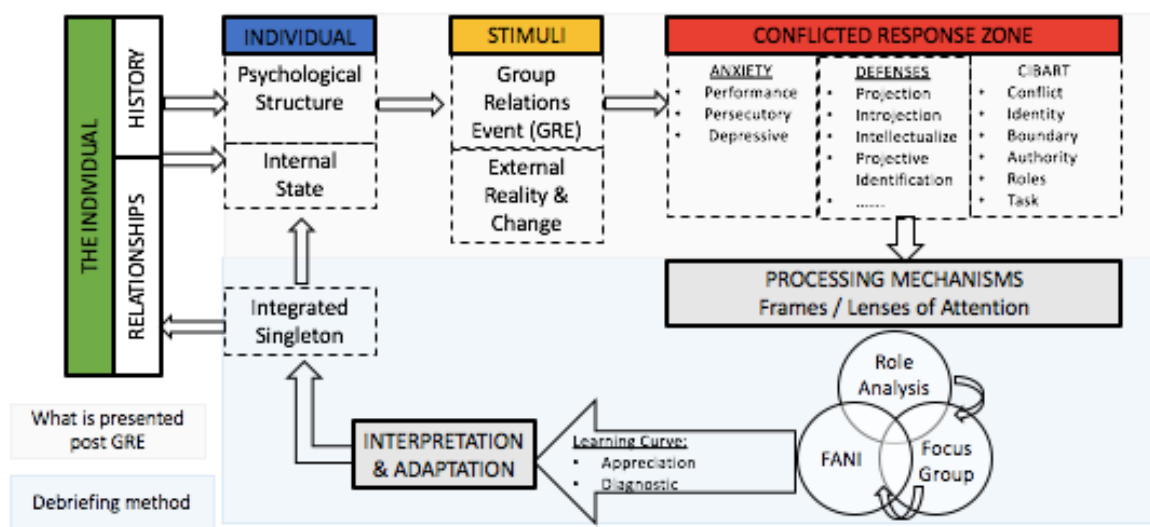 THE INDIVIDUAL
HISTORY
RELATIONSHIPS
INDIVIDUAL
Psychological
Structure
Internal
State
STIMULI
Group
Relations
Event (GRE)
External
Reality &
Change
CONFLICTED RESPONSE ZONE
ANXIETY
• Performance
• Persecutory
• Depressive
DEFENSES
• Projection
• Introjection
• Intellectualize
• Projective
Identification
• ......
CIBART
• Conflict
• Identity
• Boundary
• Authority
• Roles
• Task
PROCESSING MECHANISMS
Frames / Lenses of Attention
Role
Analysis
FANI
Focus
Group
Learning Curve:
• Appreciation
• Diagnostic
INTERPRETATION
& ADAPTATION
Integrated
Singleton
What is presented
post GRE
Debriefing method